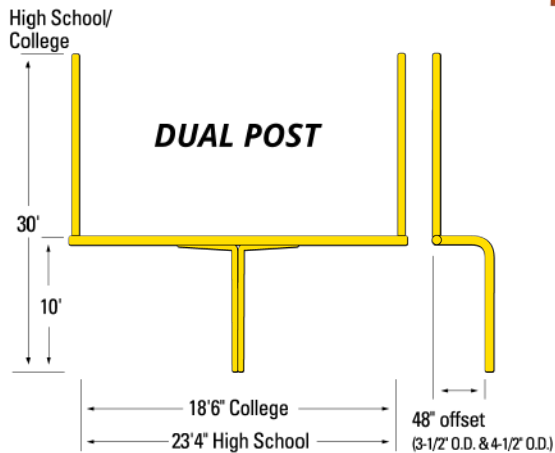 High School/
College
DUAL POST
30'
10'
18'6" College
23'4" High School
48" offset
(3-1/2" O.D. & 4-1/2" O.D.)